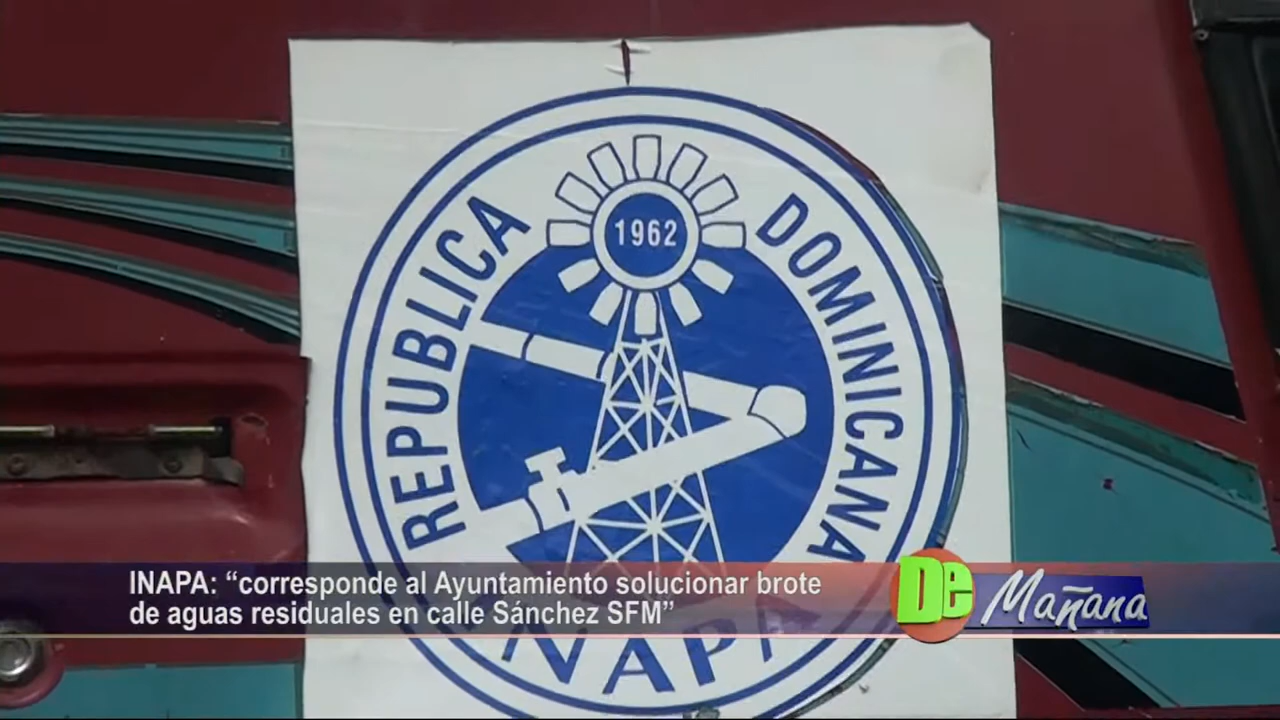 REPUBLICA DOMINICANA
1962
INAPA
INAPA: “corresponde al Ayuntamiento solucionar brote
de aguas residuales en calle Sánchez SFM”
De Mañana